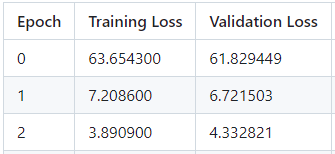 Epoch Training Loss Validation Loss
0 63.654300 61.829449
1 7.208600 6.721503
2 3.890900 4.332821